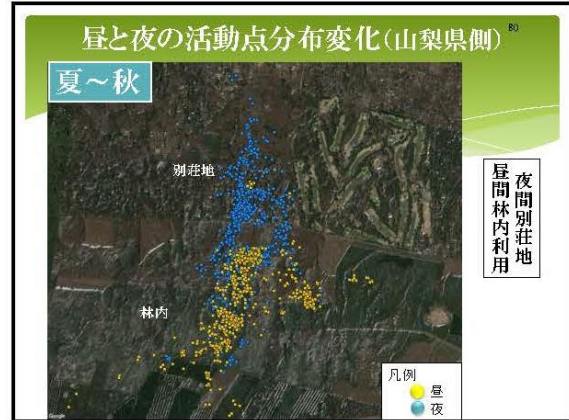 昼と夜の活動点分布変化(山梨県側)
80
夏～秋
別荘地
林内
夜間別荘地
昼間林内利用
凡例
昼
夜
Google